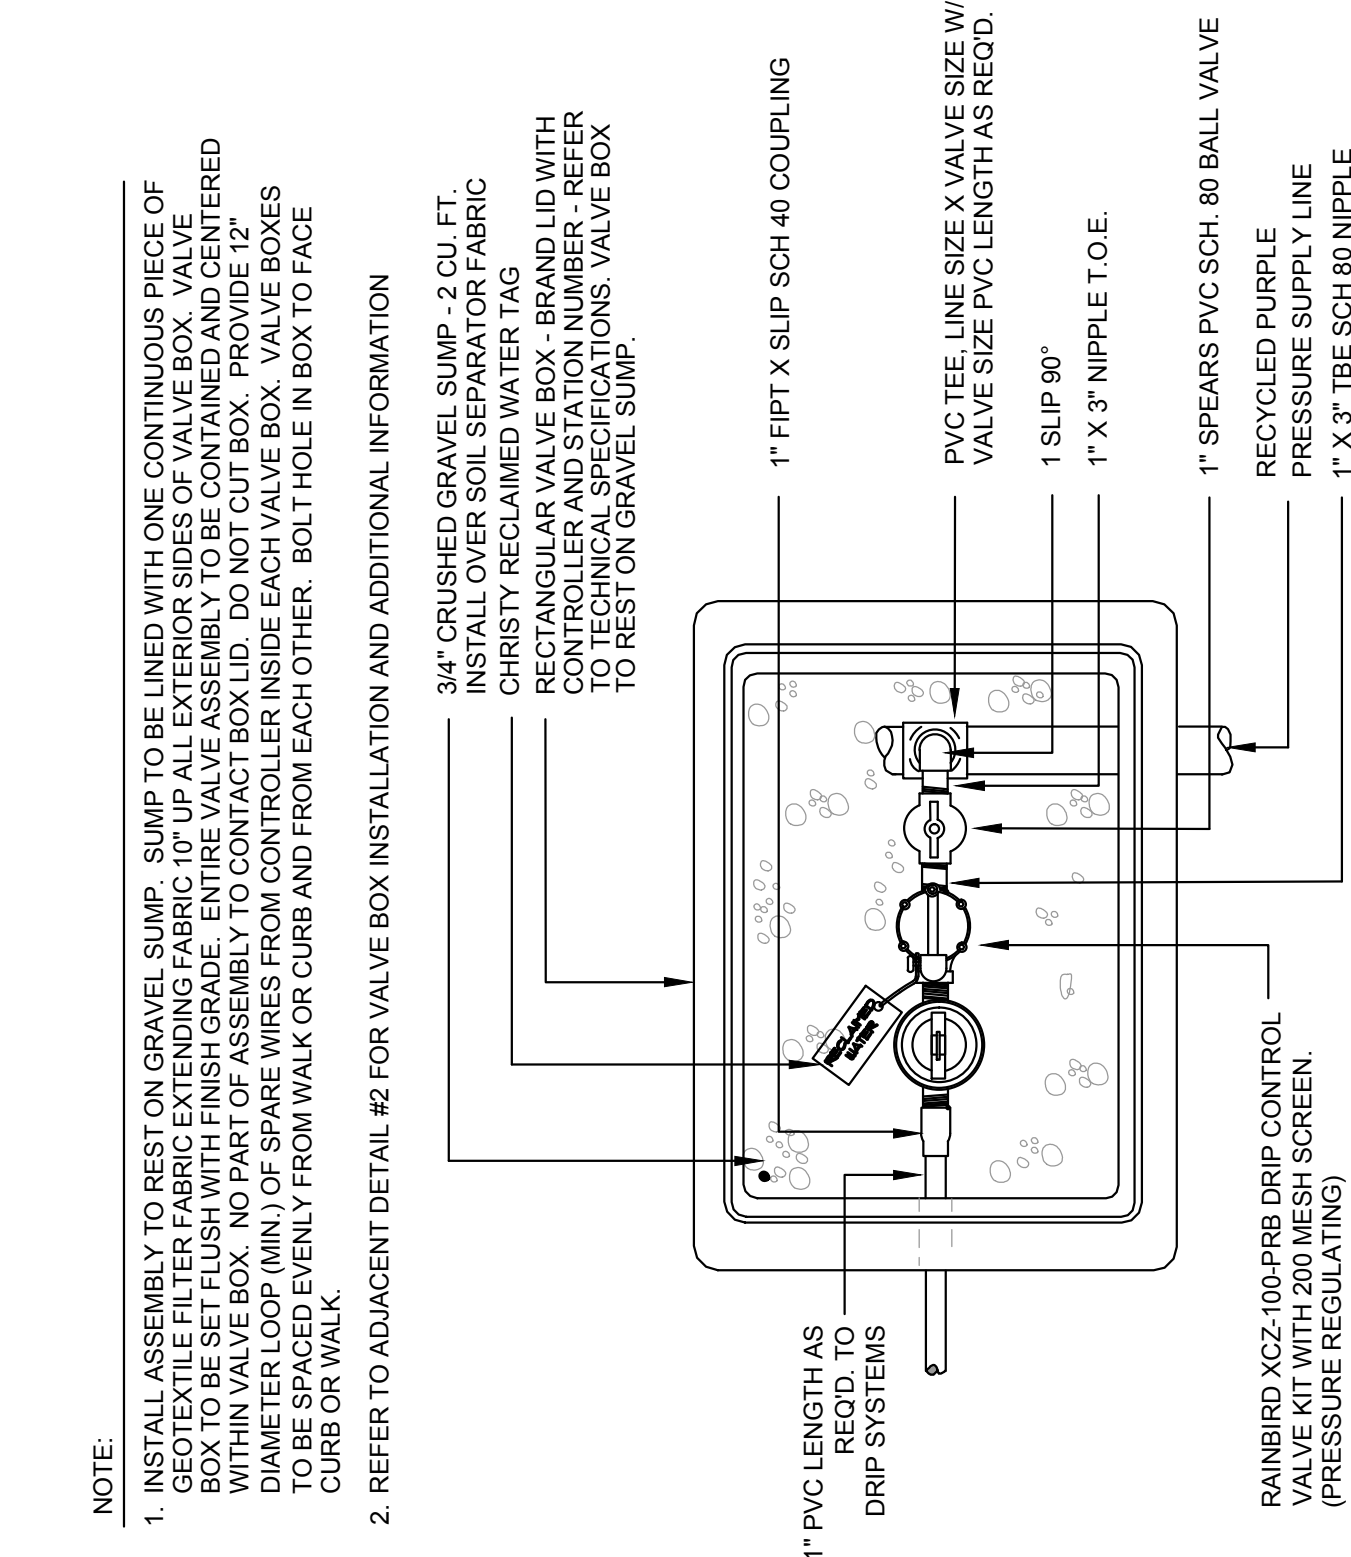 NOTE:
1. INSTALL ASSEMBLY TO REST ON GRAVEL SUMP. SUMP TO BE LINED WITH ONE CONTINUOUS PIECE OF
GEOTEXTILE FILTER FABRIC EXTENDING FABRIC 10" UP ALL EXTERIOR SIDES OF VALVE BOX. VALVE
BOX TO BE SET FLUSH WITH FINISH GRADE. ENTIRE VALVE ASSEMBLY TO BE CONTAINED AND CENTERED
WITHIN VALVE BOX. NO PART OF ASSEMBLY TO CONTACT BOX LID. DO NOT CUT BOX. PROVIDE 12"
DIAMETER LOOP (MIN.) OF SPARE WIRES FROM CONTROLLER INSIDE EACH VALVE BOX. VALVE BOXES
TO BE SPACED EVENLY FROM WALK OR CURB AND FROM EACH OTHER. BOLT HOLE IN BOX TO FACE
CURB OR WALK.
2. REFER TO ADJACENT DETAIL #2 FOR VALVE BOX INSTALLATION AND ADDITIONAL INFORMATION
3/4" CRUSHED GRAVEL SUMP - 2 CU. FT.
INSTALL OVER SOIL SEPARATOR FABRIC
CHRISTY RECLAIMED WATER TAG
RECTANGULAR VALVE BOX - BRAND LID WITH
CONTROLLER AND STATION NUMBER - REFER
TO TECHNICAL SPECIFICATIONS. VALVE BOX
TO REST ON GRAVEL SUMP.
1" FIPT X SLIP SCH 40 COUPLING
PVC TEE, LINE SIZE X VALVE SIZE W/
VALVE SIZE PVC LENGTH AS REQ'D.
1 SLIP 90°
1" X 3" NIPPLE T.O.E.
1" SPEARS PVC SCH. 80 BALL VALVE
RECYCLED PURPLE
PRESSURE SUPPLY LINE
1" X 3" TBE SCH 80 NIPPLE
RECLAIMED
WATER
1" PVC LENGTH AS
REQ'D. TO
DRIP SYSTEMS
RAINBIRD XCZ-100-PRB DRIP CONTROL
VALVE KIT WITH 200 MESH SCREEN.
(PRESSURE REGULATING)